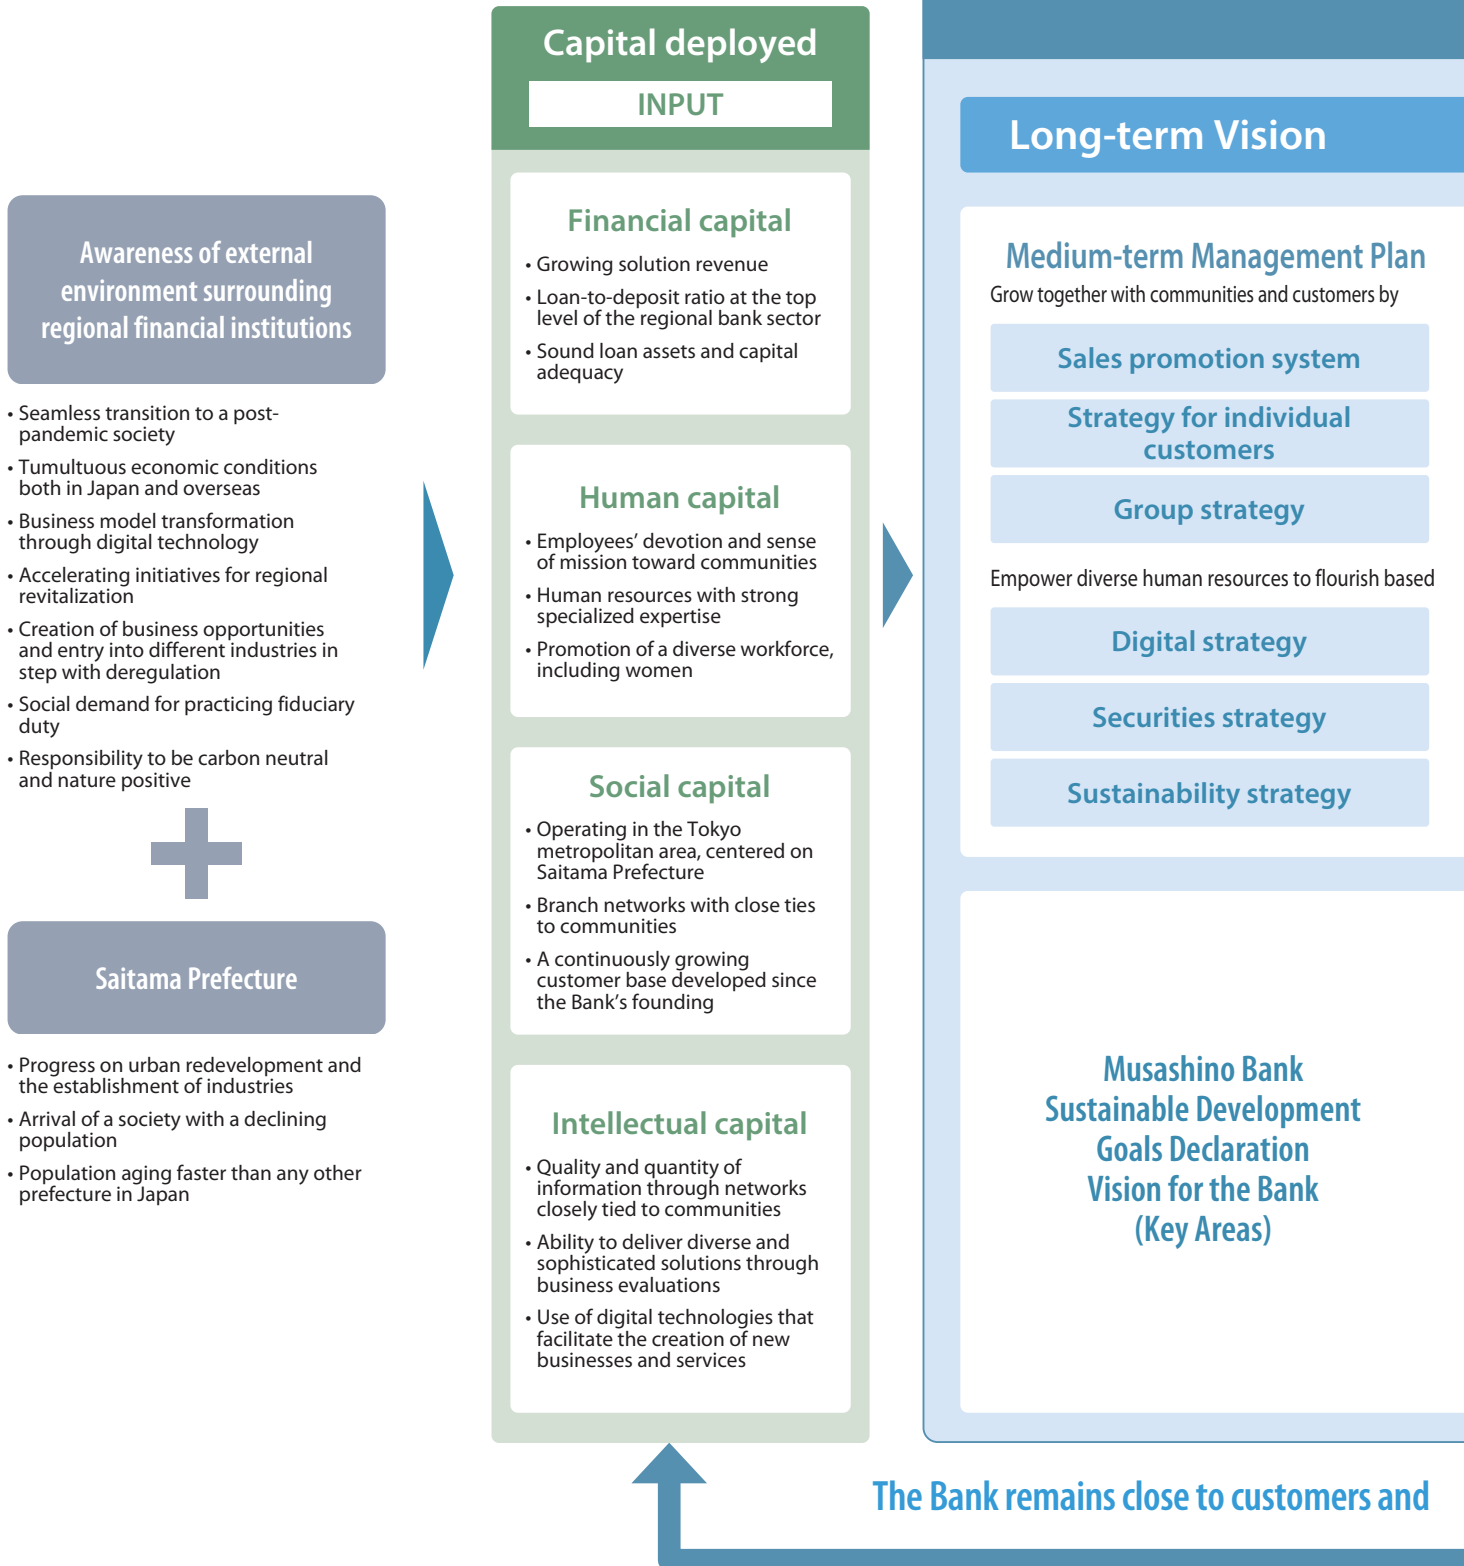 Awareness of external
environment surrounding
regional financial institutions
• Seamless transition to a post-
pandemic society
• Tumultuous economic conditions
both in Japan and overseas
• Business model transformation
through digital technology
• Accelerating initiatives for regional
revitalization
• Creation of business opportunities
and entry into different industries in
step with deregulation
• Social demand for practicing fiduciary
duty
• Responsibility to be carbon neutral
and nature positive
Saitama Prefecture
• Progress on urban redevelopment and
the establishment of industries
• Arrival of a society with a declining
population
• Population aging faster than any other
prefecture in Japan
Capital deployed
INPUT
Financial capital
• Growing solution revenue
• Loan-to-deposit ratio at the top
level of the regional bank sector
• Sound loan assets and capital
adequacy
Human capital
• Employees’ devotion and sense
of mission toward communities
• Human resources with strong
specialized expertise
• Promotion of a diverse workforce,
including women
Social capital
• Operating in the Tokyo
metropolitan area, centered on
Saitama Prefecture
• Branch networks with close ties
to communities
• A continuously growing
customer base developed since
the Bank’s founding
Intellectual capital
• Quality and quantity of
information through networks
closely tied to communities
• Ability to deliver diverse and
sophisticated solutions through
business evaluations
• Use of digital technologies that
facilitate the creation of new
businesses and services
Long-term Vision
Medium-term Management Plan
Grow together with communities and customers by
Sales promotion system
Strategy for individual
customers
Group strategy
Empower diverse human resources to flourish based
Digital strategy
Securities strategy
Sustainability strategy
Musashino Bank
Sustainable Development
Goals Declaration
Vision for the Bank
(Key Areas)
The Bank remains close to customers and